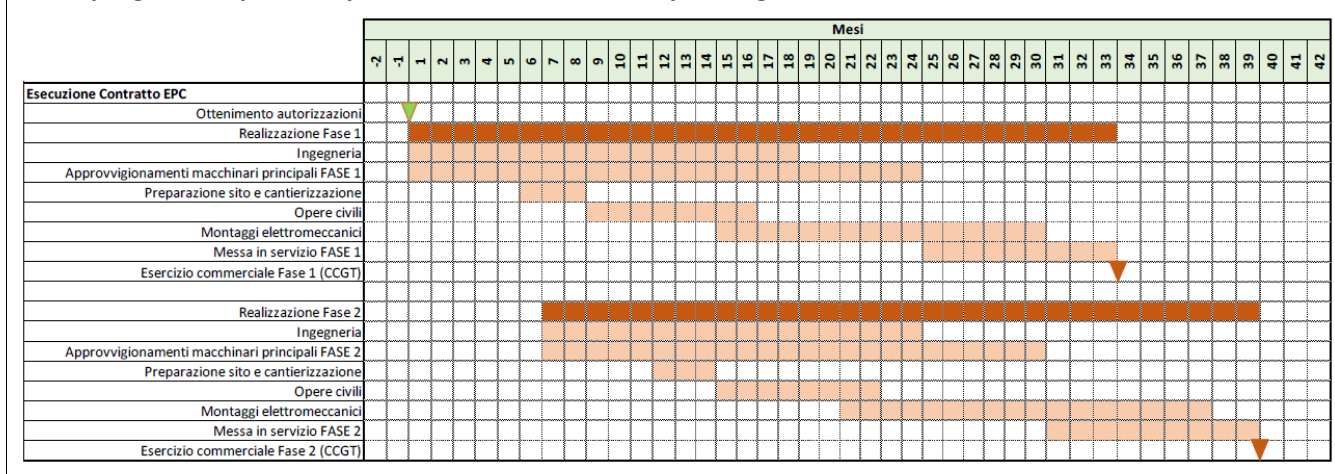 Mesi
-2 -1 1 2 3 4 5 6 7 8 9 10 11 12 13 14 15 16 17 18 19 20 21 22 23 24 25 26 27 28 29 30 31 32 33 34 35 36 37 38 39 40 41 42
Esecuzione Contratto EPC
Ottenimento autorizzazioni
Realizzazione Fase 1
Ingegneria
Approvvigionamenti macchinari principali FASE 1
Preparazione sito e cantierizzazione
Opere civili
Montaggi elettromeccanici
Messa in servizio FASE 1
Esercizio commerciale Fase 1 (CCGT)
Realizzazione Fase 2
Ingegneria
Approvvigionamenti macchinari principali FASE 2
Preparazione sito e cantierizzazione
Opere civili
Montaggi elettromeccanici
Messa in servizio FASE 2
Esercizio commerciale Fase 2 (CCGT)